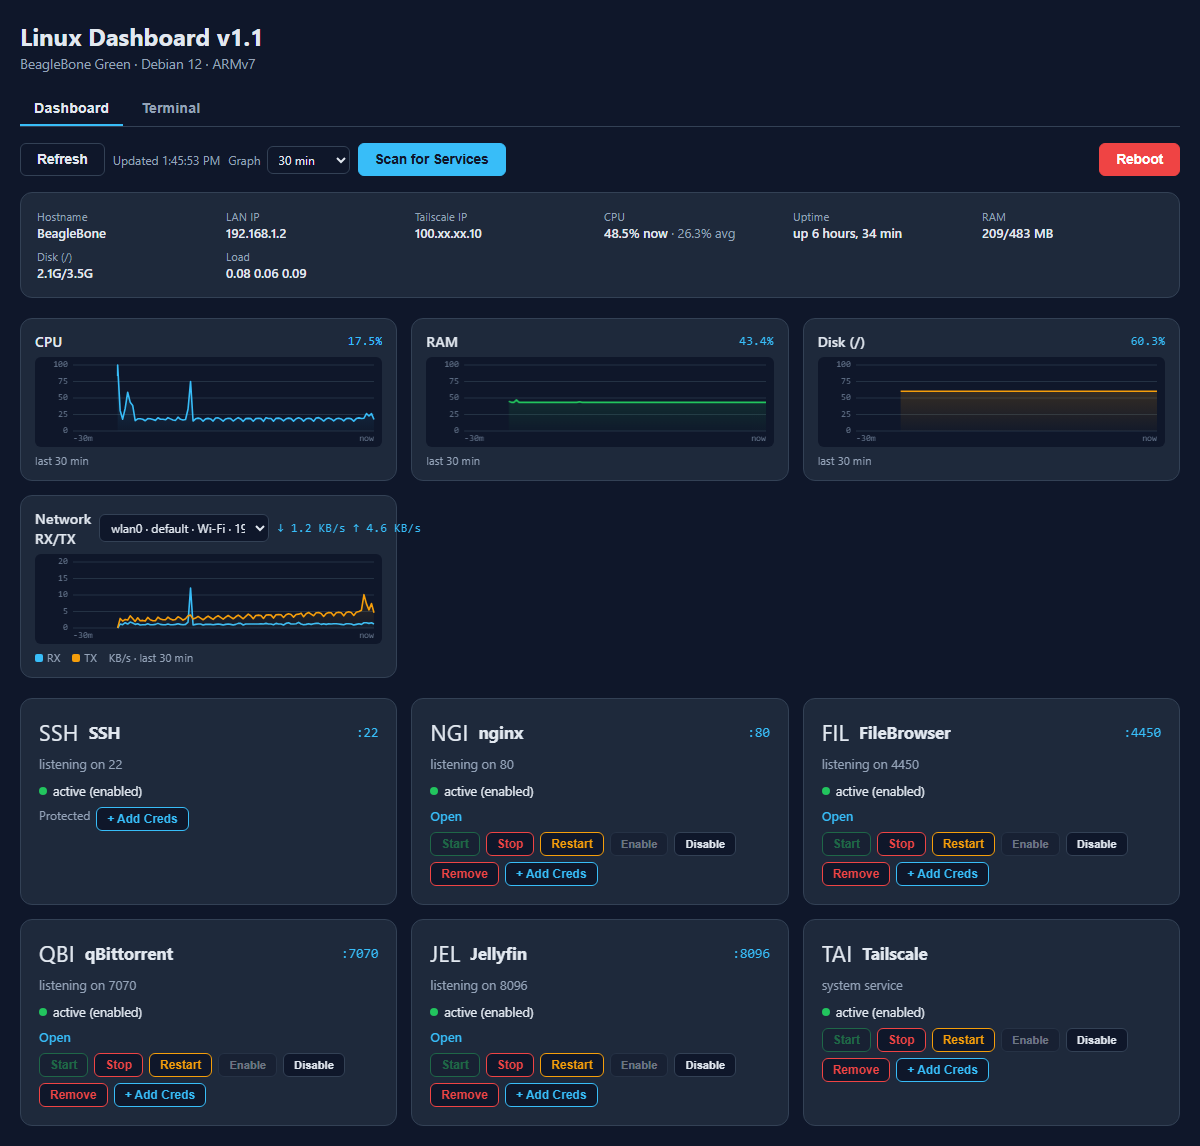 Linux Dashboard v1.1
BeagleBone Green · Debian 12 · ARMv7
Dashboard Terminal
Refresh Updated 1:45:53 PM Graph 30 min Scan for Services Reboot
Hostname LAN IP Tailscale IP CPU Uptime RAM
BeagleBone 192.168.1.2 100.xx.xx.10 48.5% now · 26.3% avg up 6 hours, 34 min 209/483 MB
Disk (/) Load
2.1G/3.5G 0.08 0.06 0.09
CPU 17.5%
100
75
50
25
0
-30m now
last 30 min
RAM 43.4%
100
75
50
25
0
-30m now
last 30 min
Disk (/) 60.3%
100
75
50
25
0
-30m now
last 30 min
Network
RX/TX
wlan0 · default · Wi-Fi · 19 ↓ 1.2 KB/s ↑ 4.6 KB/s
20
15
10
5
0
-30m now
RX TX KB/s · last 30 min
SSH SSH :22
listening on 22
active (enabled)
Protected + Add Creds
NGI nginx :80
listening on 80
active (enabled)
Open
Start Stop Restart Enable Disable
Remove + Add Creds
FIL FileBrowser :4450
listening on 4450
active (enabled)
Open
Start Stop Restart Enable Disable
Remove + Add Creds
QBI qBittorrent :7070
listening on 7070
active (enabled)
Open
Start Stop Restart Enable Disable
Remove + Add Creds
JEL Jellyfin :8096
listening on 8096
active (enabled)
Open
Start Stop Restart Enable Disable
Remove + Add Creds
TAI Tailscale
system service
active (enabled)
Start Stop Restart Enable Disable
Remove + Add Creds